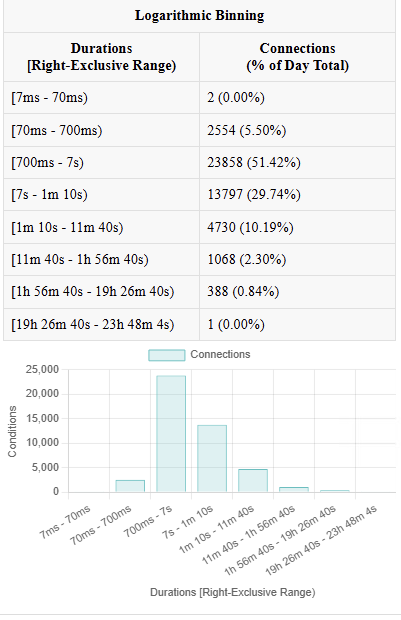 Logarithmic Binning
Durations
[Right-Exclusive Range)
Connections
(% of Day Total)
[7ms - 70ms) 2 (0.00%)
[70ms - 700ms) 2554 (5.50%)
[700ms - 7s) 23858 (51.42%)
[7s - 1m 10s) 13797 (29.74%)
[1m 10s - 11m 40s) 4730 (10.19%)
[11m 40s - 1h 56m 40s) 1068 (2.30%)
[1h 56m 40s - 19h 26m 40s) 388 (0.84%)
[19h 26m 40s - 23h 48m 4s) 1 (0.00%)
Connections
25,000
20,000
15,000
10,000
5,000
0
Conditions
7ms - 70ms
70ms - 700ms
700ms - 7s
7s - 1m 10s
1m 10s - 11m 40s
11m 40s - 1h 56m 40s
1h 56m 40s - 19h 26m 40s
19h 26m 40s - 23h 48m 4s
Durations [Right-Exclusive Range)